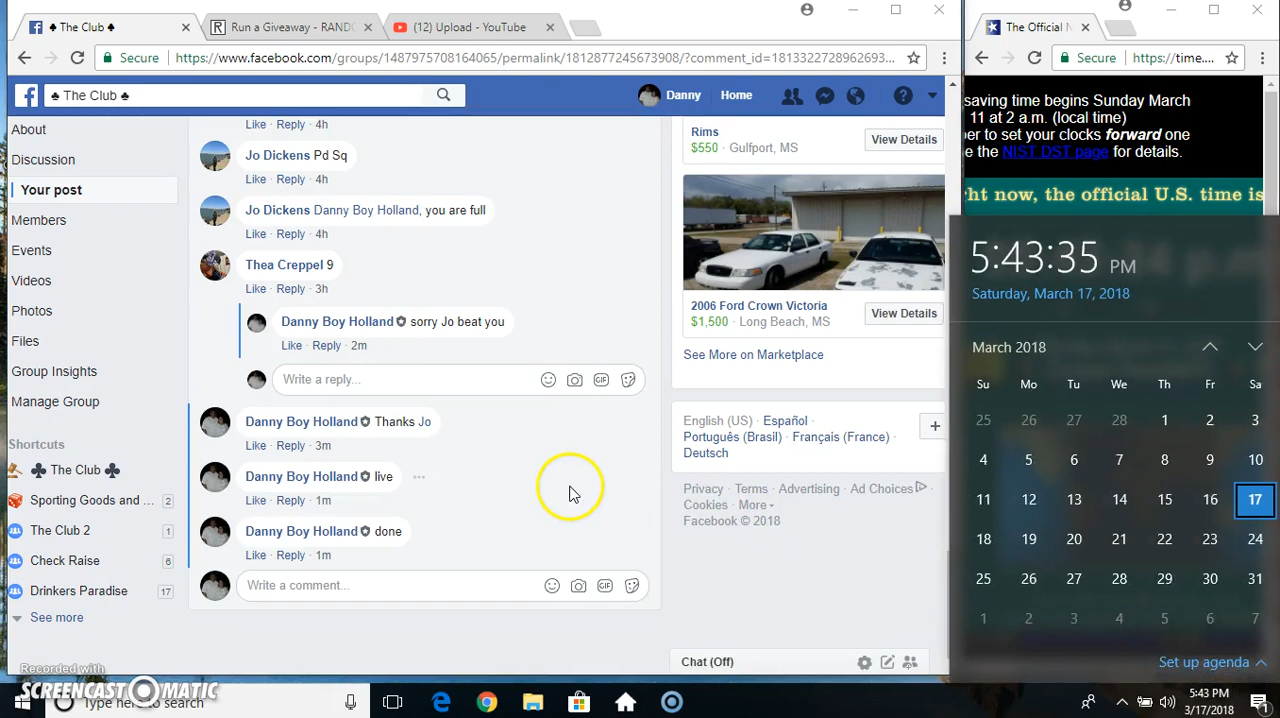 ♣ The Club ♣
Run a Giveaway - RAND
(12) Upload - YouTube
The Official N
Secure https://www.facebook.com/groups/1487975708164065/permalink/1812877245673908/?comment_id=18133227289626​93...
Secure https://time....
♣ The Club ♣
Danny Home
About
Discussion
Your post
Members
Events
Videos
Photos
Files
Group Insights
Manage Group
Shortcuts
♣ The Club ♣
Sporting Goods and ... 2
The Club 2 1
Check Raise 6
Drinkers Paradise 17
See more
Like · Reply · 4h
Jo Dickens Pd Sq
Like · Reply · 4h
Jo Dickens Danny Boy Holland, you are full
Like · Reply · 4h
Thea Creppel 9
Like · Reply · 3h
Danny Boy Holland sorry Jo beat you
Like · Reply · 2m
Write a reply...
GIF
Danny Boy Holland Thanks Jo
Like · Reply · 3m
Danny Boy Holland live
Like · Reply · 1m
Danny Boy Holland done
Like · Reply · 1m
Write a comment...
GIF
Rims
$550 · Gulfport, MS
View Details
2006 Ford Crown Victoria
$1,500 · Long Beach, MS
View Details
See More on Marketplace
English (US) · Español ·
Português (Brasil) · Français (France) ·
Deutsch
Privacy · Terms · Advertising · Ad Choices ·
Cookies · More
Facebook © 2018
Chat (Off)
saving time begins Sunday March
11 at 2 a.m. (local time)
per to set your clocks forward one
e the NIST DST page for details.
ht now, the official U.S. time is
5:43:35 PM
Saturday, March 17, 2018
March 2018
Su Mo Tu We Th Fr Sa
25 26 27 28 1 2 3
4 5 6 7 8 9 10
11 12 13 14 15 16 17
18 19 20 21 22 23 24
25 26 27 28 29 30 31
1 2 3 4 5 6 7
Set up agenda
Recorded with
SCREENCAST-O-MATIC
Type here to search
5:43 PM
3/17/2018
1